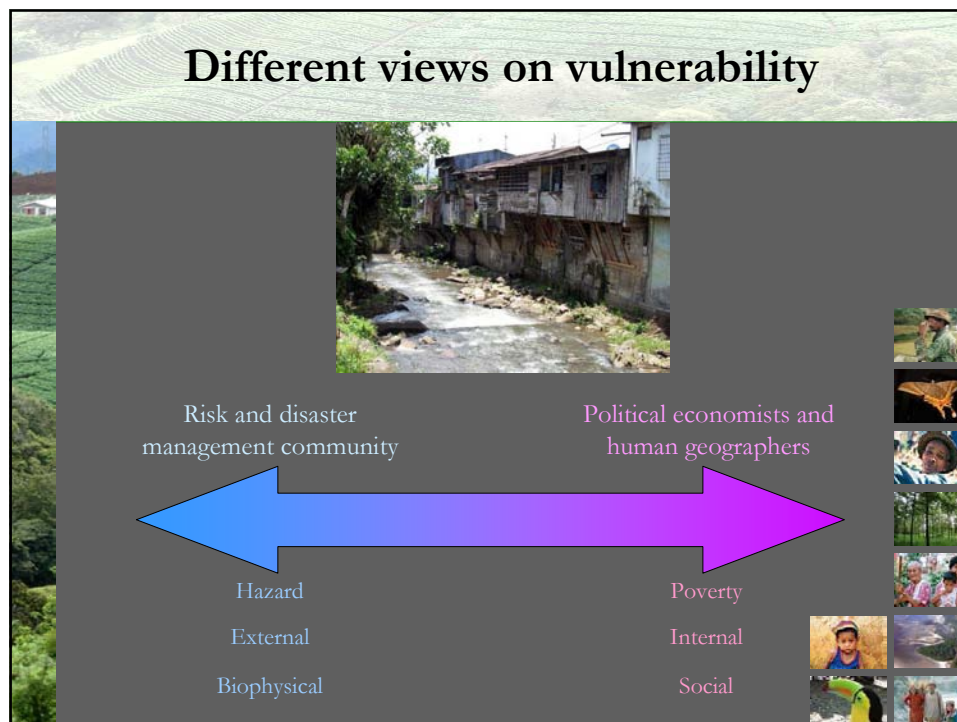 Different views on vulnerability
Risk and disaster
management community
Political economists and
human geographers
Hazard
Poverty
External
Internal
Biophysical
Social